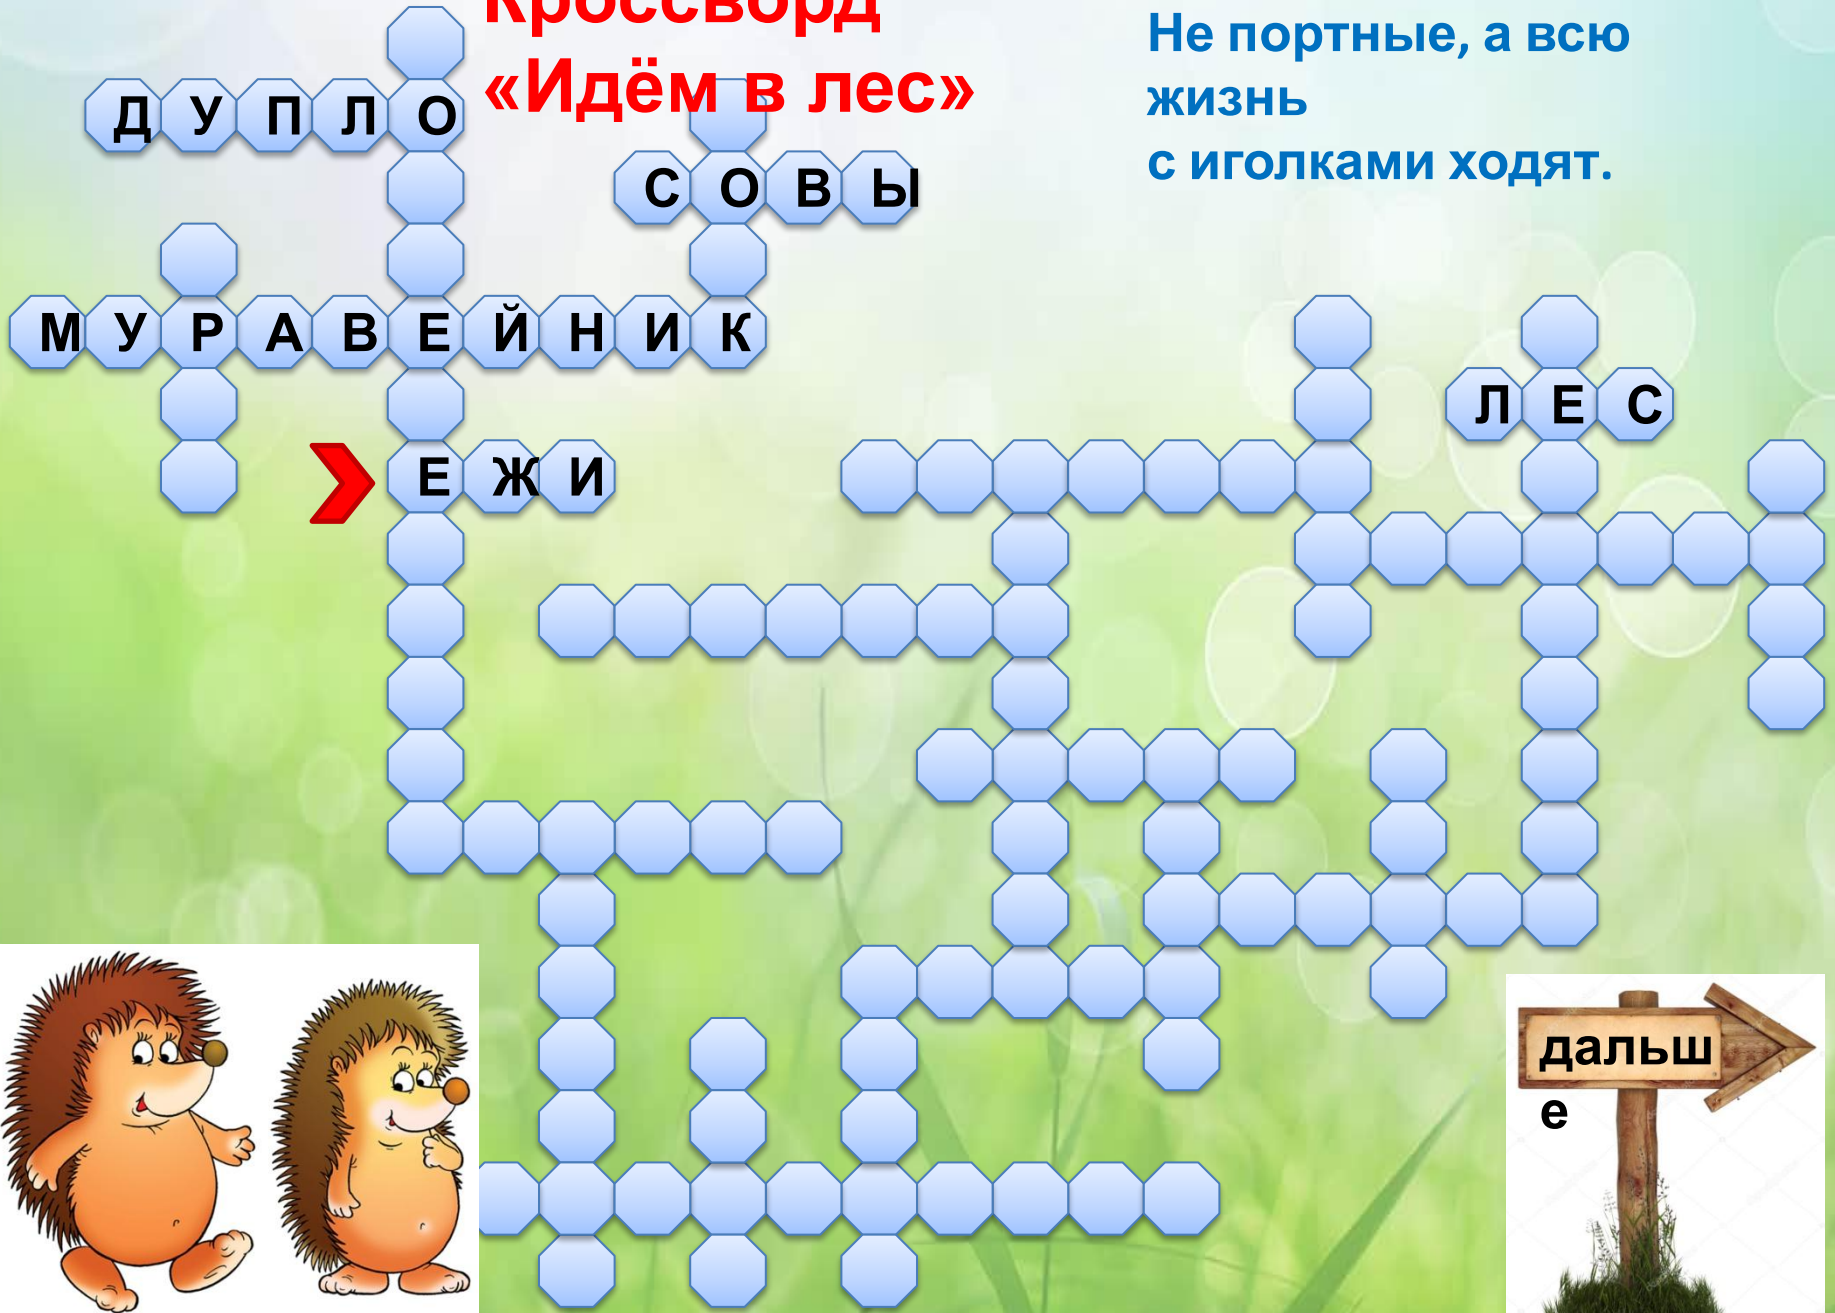 Кроссворд
«Идём в лес»
Не портные, а всю
жизнь
с иголками ходят.
ДУПЛО
СОВЫ
МУРАВЕЙНИК
ЛЕС
ЕЖИ
дальш
е